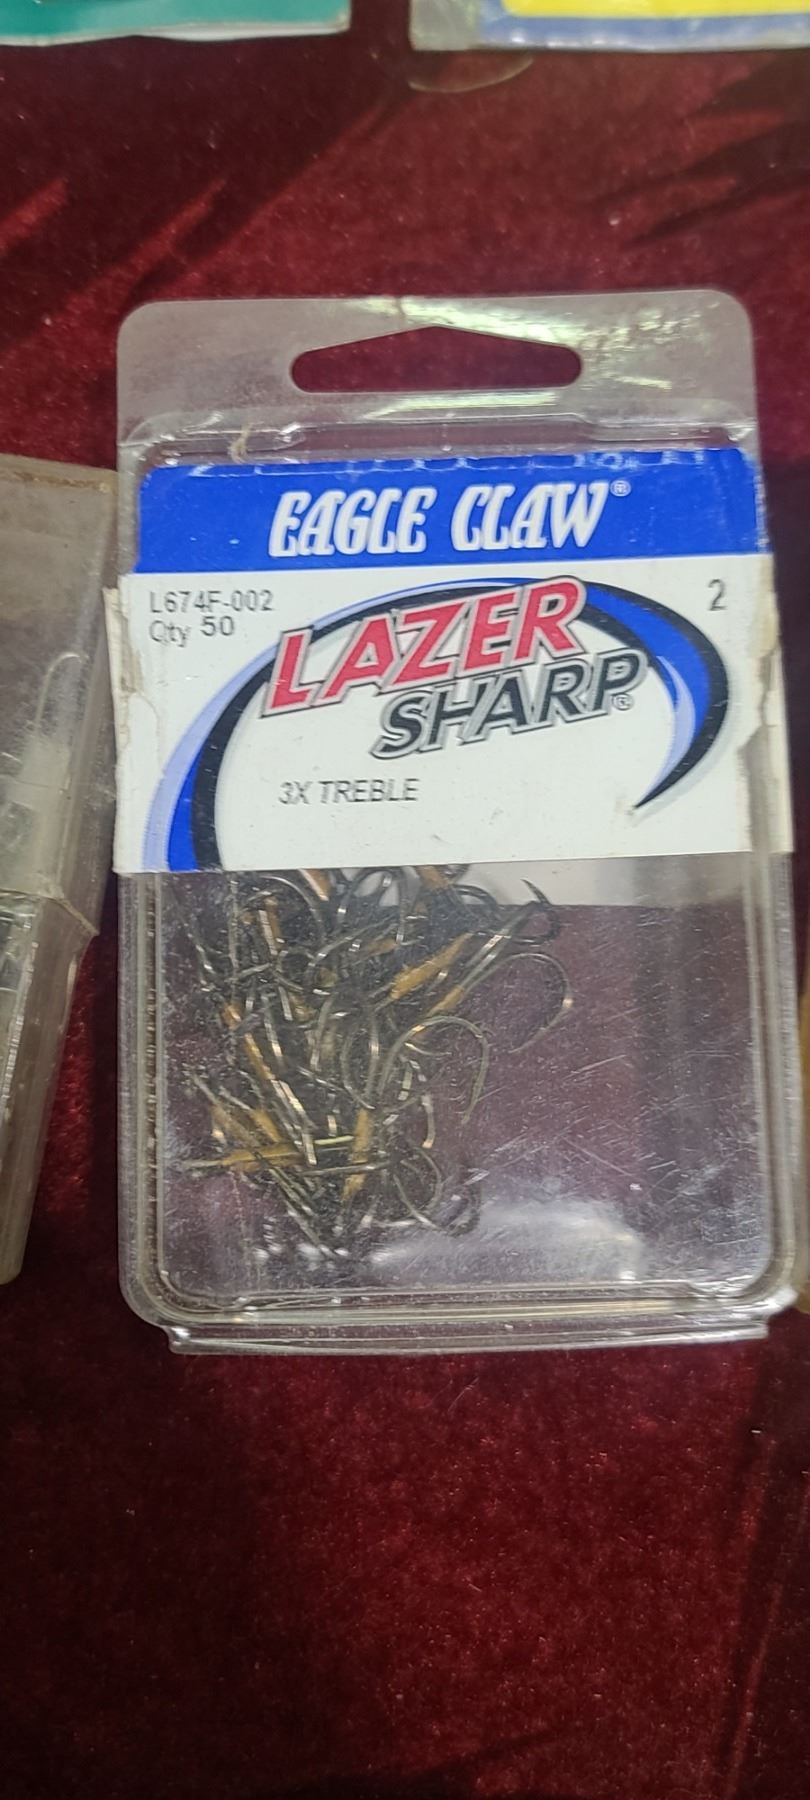 EAGLE CLAW®
L674F-002
Qty 50
2
LAZER
SHARP®
3X TREBLE